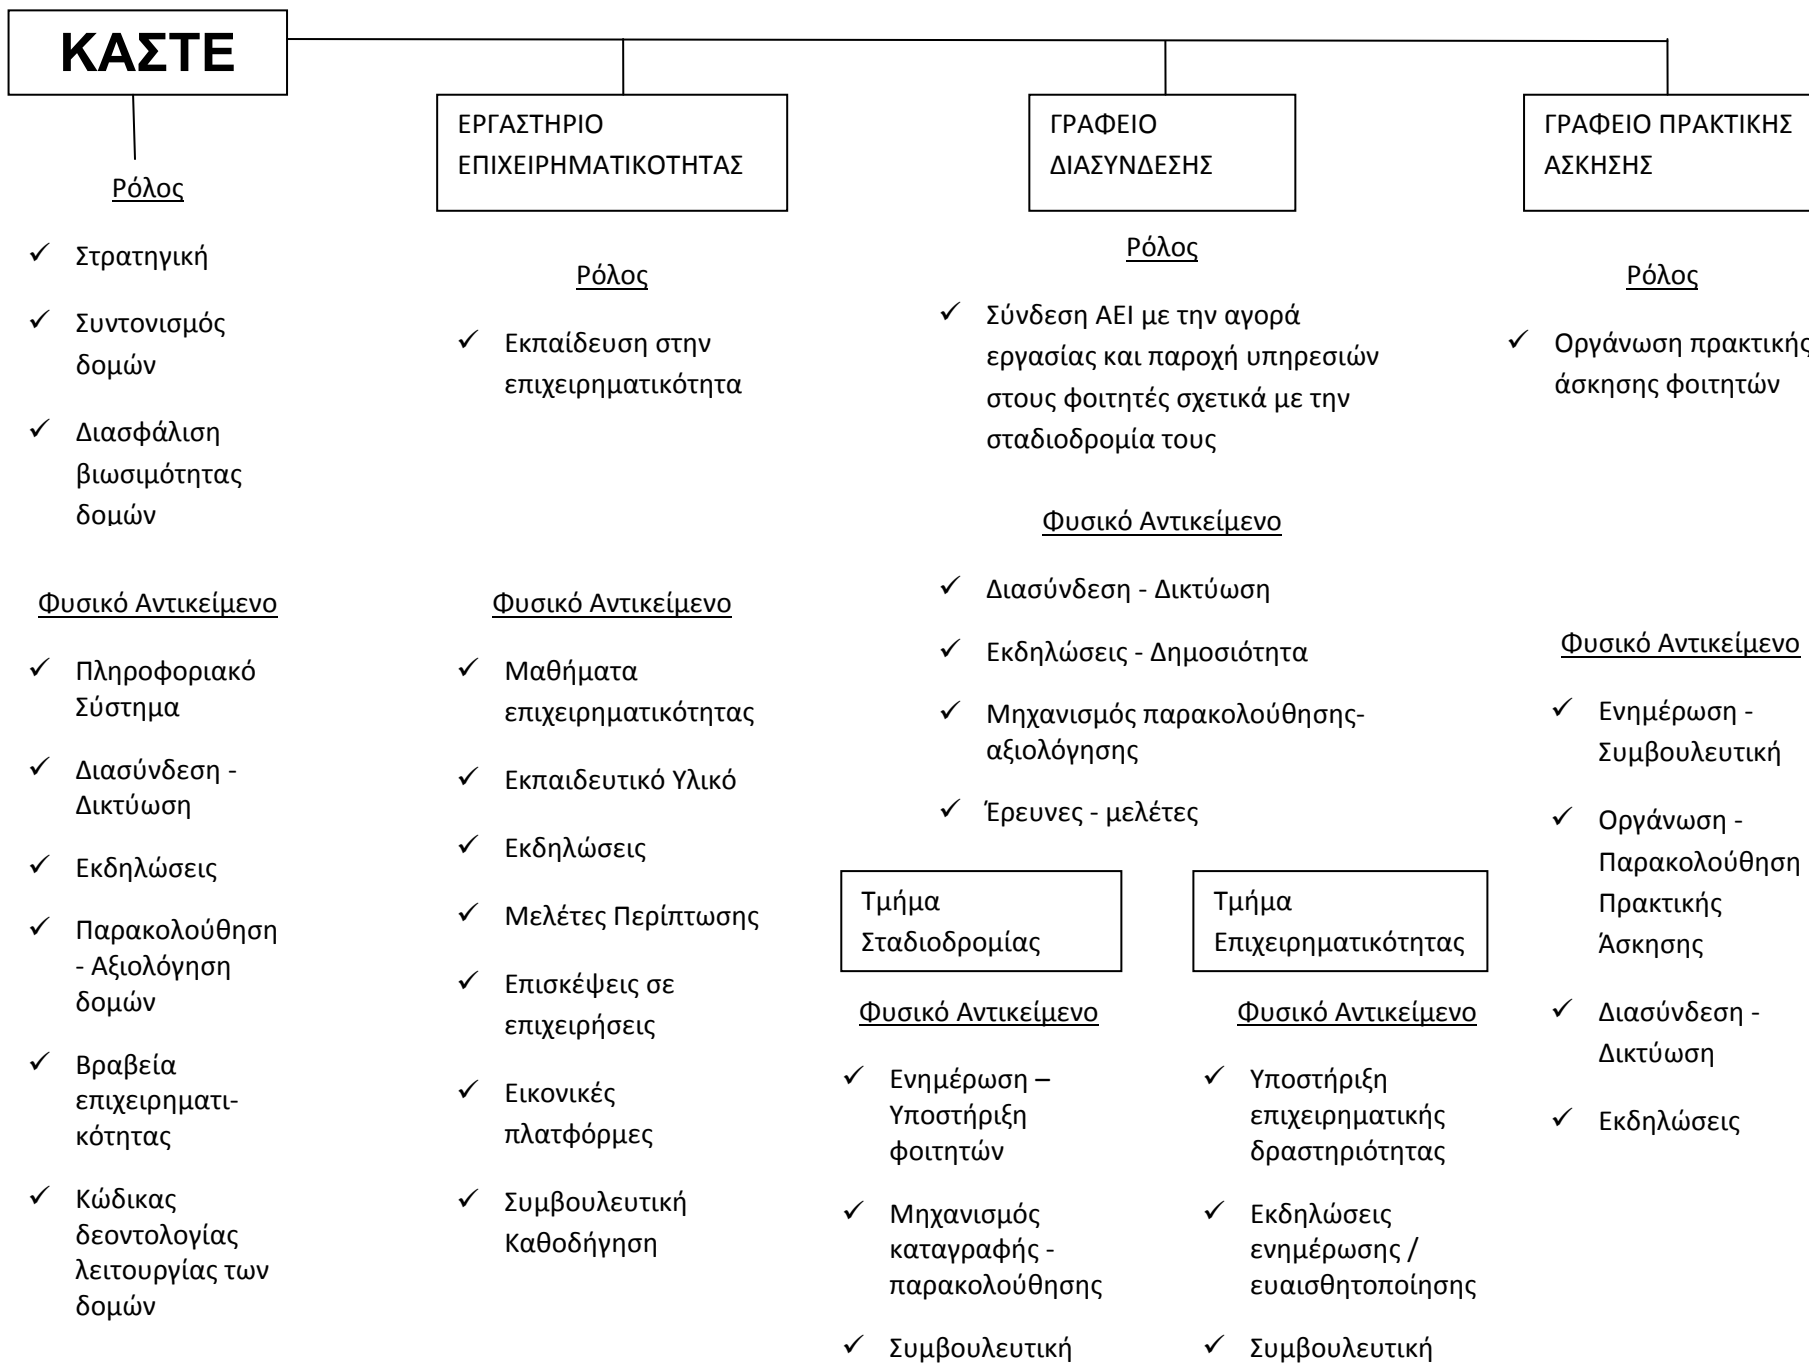 ΚΑΣΤΕ
Ρόλος
✓ Στρατηγική
✓ Συντονισμός
δομών
✓ Διασφάλιση
βιωσιμότητας
δομών
Φυσικό Αντικείμενο
✓ Πληροφοριακό
Σύστημα
✓ Διασύνδεση -
Δικτύωση
✓ Εκδηλώσεις
✓ Παρακολούθηση
- Αξιολόγηση
δομών
✓ Βραβεία
επιχειρηματι-
κότητας
✓ Κώδικας
δεοντολογίας
λειτουργίας των
δομών
ΕΡΓΑΣΤΗΡΙΟ
ΕΠΙΧΕΙΡΗΜΑΤΙΚΟΤΗΤΑΣ
Ρόλος
✓ Εκπαίδευση στην
επιχειρηματικότητα
Φυσικό Αντικείμενο
✓ Μαθήματα
επιχειρηματικότητας
✓ Εκπαιδευτικό Υλικό
✓ Εκδηλώσεις
✓ Μελέτες Περίπτωσης
✓ Επισκέψεις σε
επιχειρήσεις
✓ Εικονικές
πλατφόρμες
✓ Συμβουλευτική
Καθοδήγηση
ΓΡΑΦΕΙΟ
ΔΙΑΣΥΝΔΕΣΗΣ
Ρόλος
✓ Σύνδεση ΑΕΙ με την αγορά
εργασίας και παροχή υπηρεσιών
στους φοιτητές σχετικά με την
σταδιοδρομία τους
Φυσικό Αντικείμενο
✓ Διασύνδεση - Δικτύωση
✓ Εκδηλώσεις - Δημοσιότητα
✓ Μηχανισμός παρακολούθησης-
αξιολόγησης
✓ Έρευνες - μελέτες
Τμήμα
Σταδιοδρομίας
Φυσικό Αντικείμενο
✓ Ενημέρωση –
Υποστήριξη
φοιτητών
✓ Μηχανισμός
καταγραφής -
παρακολούθησης
✓ Συμβουλευτική
Τμήμα
Επιχειρηματικότητας
Φυσικό Αντικείμενο
✓ Υποστήριξη
επιχειρηματικής
δραστηριότητας
✓ Εκδηλώσεις
ενημέρωσης /
ευαισθητοποίησης
✓ Συμβουλευτική
ΓΡΑΦΕΙΟ ΠΡΑΚΤΙΚΗΣ
ΑΣΚΗΣΗΣ
Ρόλος
✓ Οργάνωση πρακτικής
άσκησης φοιτητών
Φυσικό Αντικείμενο
✓ Ενημέρωση -
Συμβουλευτική
✓ Οργάνωση -
Παρακολούθηση
Πρακτικής
Άσκησης
✓ Διασύνδεση -
Δικτύωση
✓ Εκδηλώσεις